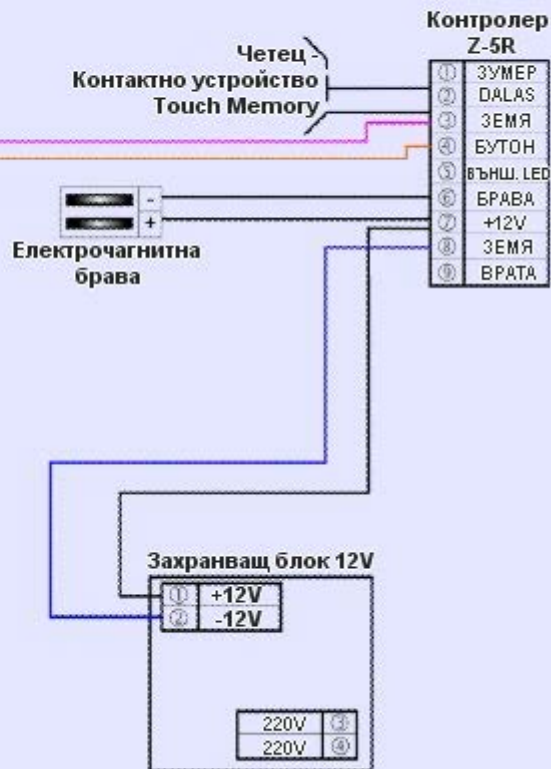 Контролер
Z-5R
Четец -
Контактно устройство
Touch Memory
① ЗУМЕР
② DALAS
③ ЗЕМЯ
④ БУТОН
⑤ ВЪНШ. LED
⑥ БРАВА
⑦ +12V
⑧ ЗЕМЯ
⑨ ВРАТА
-
+
Електрочагнитна
брава
Захранващ блок 12V
① +12V
② -12V
220V ③
220V ④